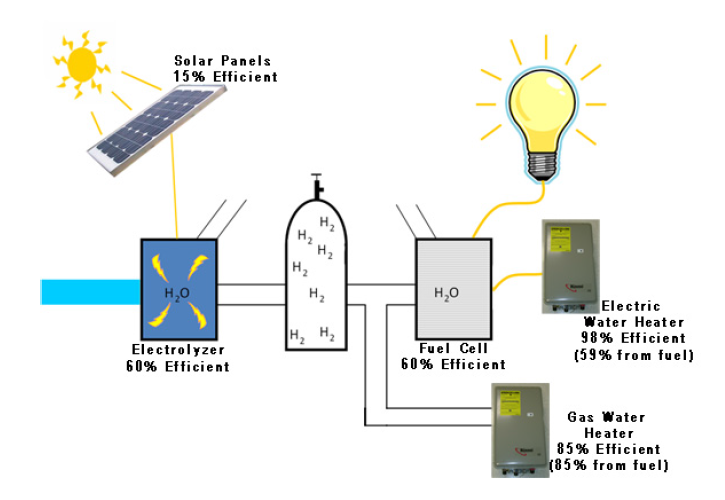 Solar Panels
15% Efficient
H₂
H₂
H₂
H₂
H₂
H₂
H₂
H₂O
H₂O
Electrolyzer
60% Efficient
Fuel Cell
60% Efficient
Electric
Water Heater
98% Efficient
(59% from fuel)
Gas Water
Heater
85% Efficient
(85% from fuel)